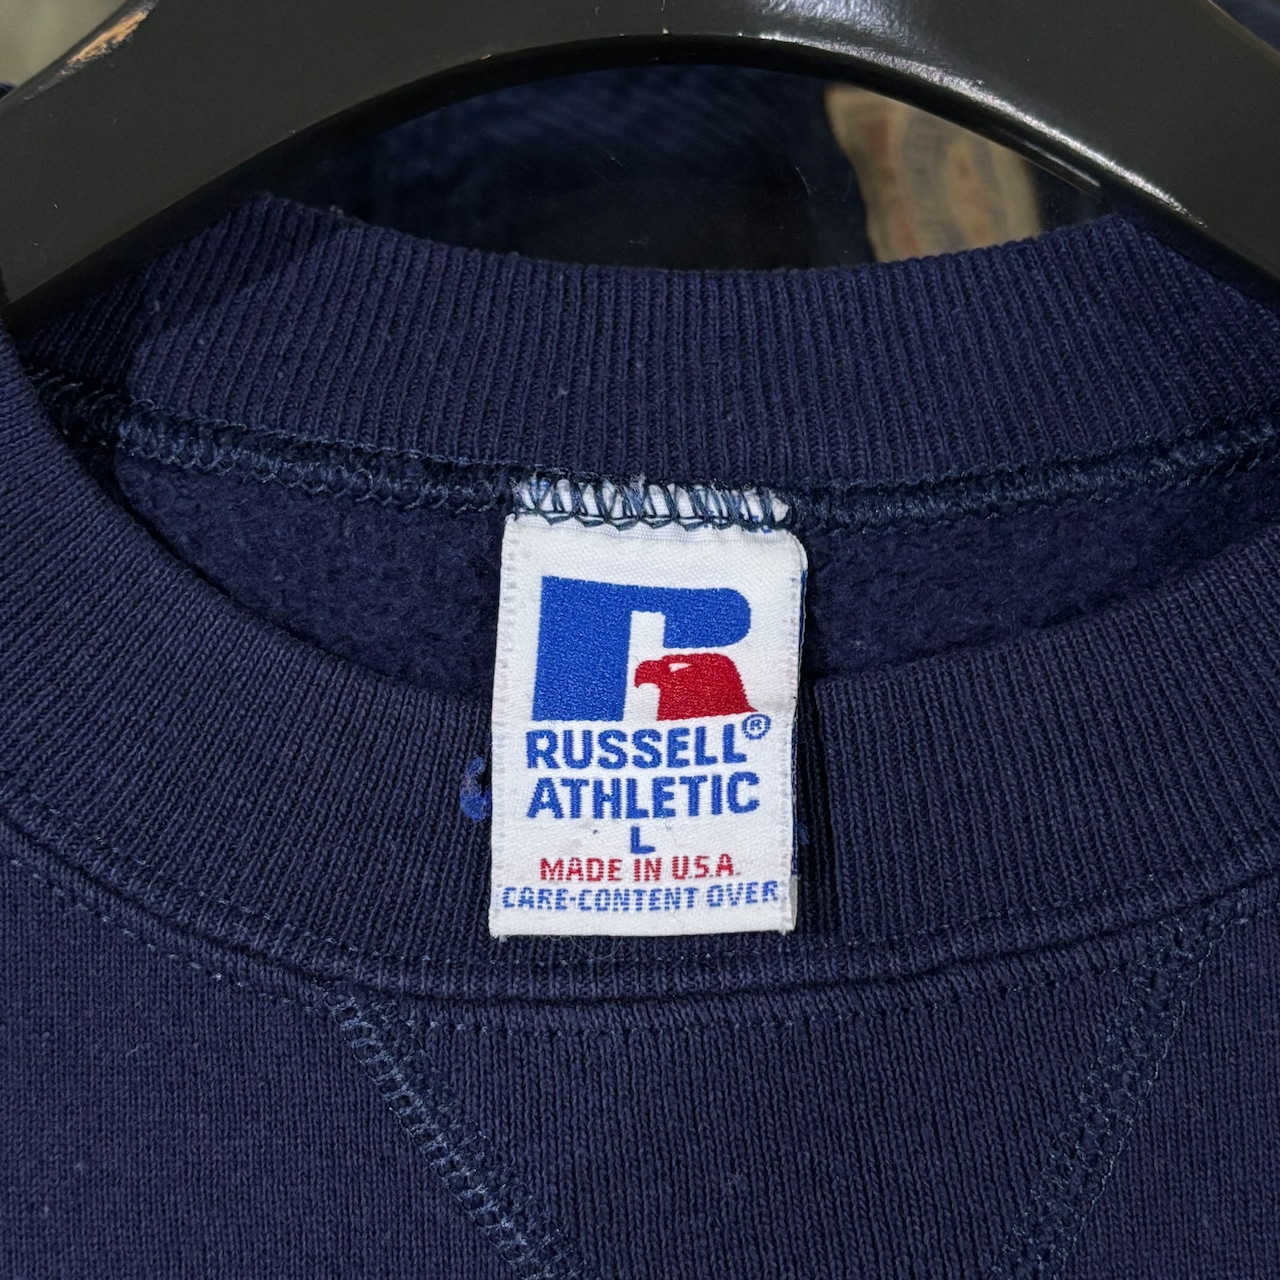 RUSSELL®
ATHLETIC
L
MADE IN U.S.A.
CARE-CONTENT OVER